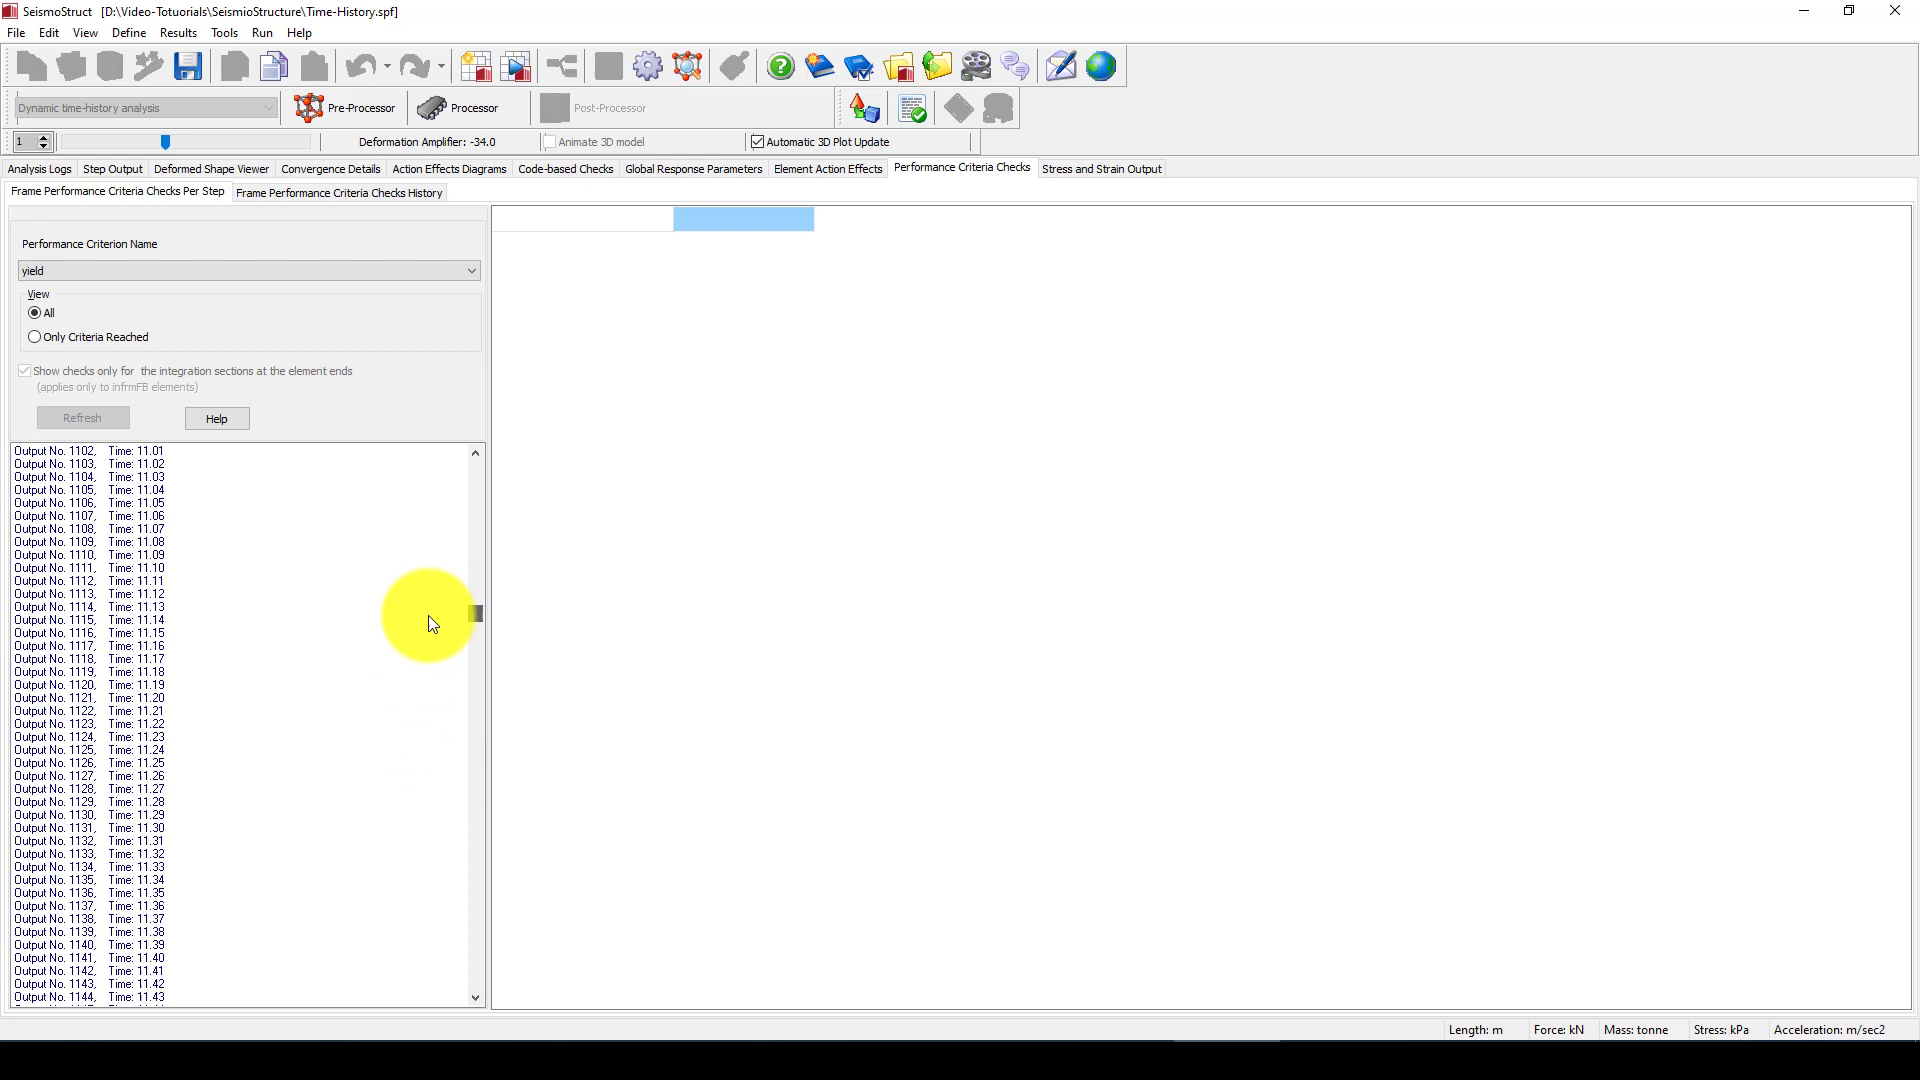 SeismoStruct [D:\Video-Totuorials\SeismioStructure\Time-History.spf]
File Edit View Define Results Tools Run Help
Dynamic time-history analysis Pre-Processor Processor Post-Processor
1 Deformation Amplifier: -34.0 Animate 3D model Automatic 3D Plot Update
Analysis Logs Step Output Deformed Shape Viewer Convergence Details Action Effects Diagrams Code-based Checks Global Response Parameters Element Action Effects Performance Criteria Checks Stress and Strain Output
Frame Performance Criteria Checks Per Step Frame Performance Criteria Checks History
Performance Criterion Name
yield
View
All
Only Criteria Reached
Show checks only for the integration sections at the element ends
(applies only to infrmFB elements)
Refresh Help
Output No. 1102, Time: 11.01
Output No. 1103, Time: 11.02
Output No. 1104, Time: 11.03
Output No. 1105, Time: 11.04
Output No. 1106, Time: 11.05
Output No. 1107, Time: 11.06
Output No. 1108, Time: 11.07
Output No. 1109, Time: 11.08
Output No. 1110, Time: 11.09
Output No. 1111, Time: 11.10
Output No. 1112, Time: 11.11
Output No. 1113, Time: 11.12
Output No. 1114, Time: 11.13
Output No. 1115, Time: 11.14
Output No. 1116, Time: 11.15
Output No. 1117, Time: 11.16
Output No. 1118, Time: 11.17
Output No. 1119, Time: 11.18
Output No. 1120, Time: 11.19
Output No. 1121, Time: 11.20
Output No. 1122, Time: 11.21
Output No. 1123, Time: 11.22
Output No. 1124, Time: 11.23
Output No. 1125, Time: 11.24
Output No. 1126, Time: 11.25
Output No. 1127, Time: 11.26
Output No. 1128, Time: 11.27
Output No. 1129, Time: 11.28
Output No. 1130, Time: 11.29
Output No. 1131, Time: 11.30
Output No. 1132, Time: 11.31
Output No. 1133, Time: 11.32
Output No. 1134, Time: 11.33
Output No. 1135, Time: 11.34
Output No. 1136, Time: 11.35
Output No. 1137, Time: 11.36
Output No. 1138, Time: 11.37
Output No. 1139, Time: 11.38
Output No. 1140, Time: 11.39
Output No. 1141, Time: 11.40
Output No. 1142, Time: 11.41
Output No. 1143, Time: 11.42
Output No. 1144, Time: 11.43
Length: m Force: kN Mass: tonne Stress: kPa Acceleration: m/sec2